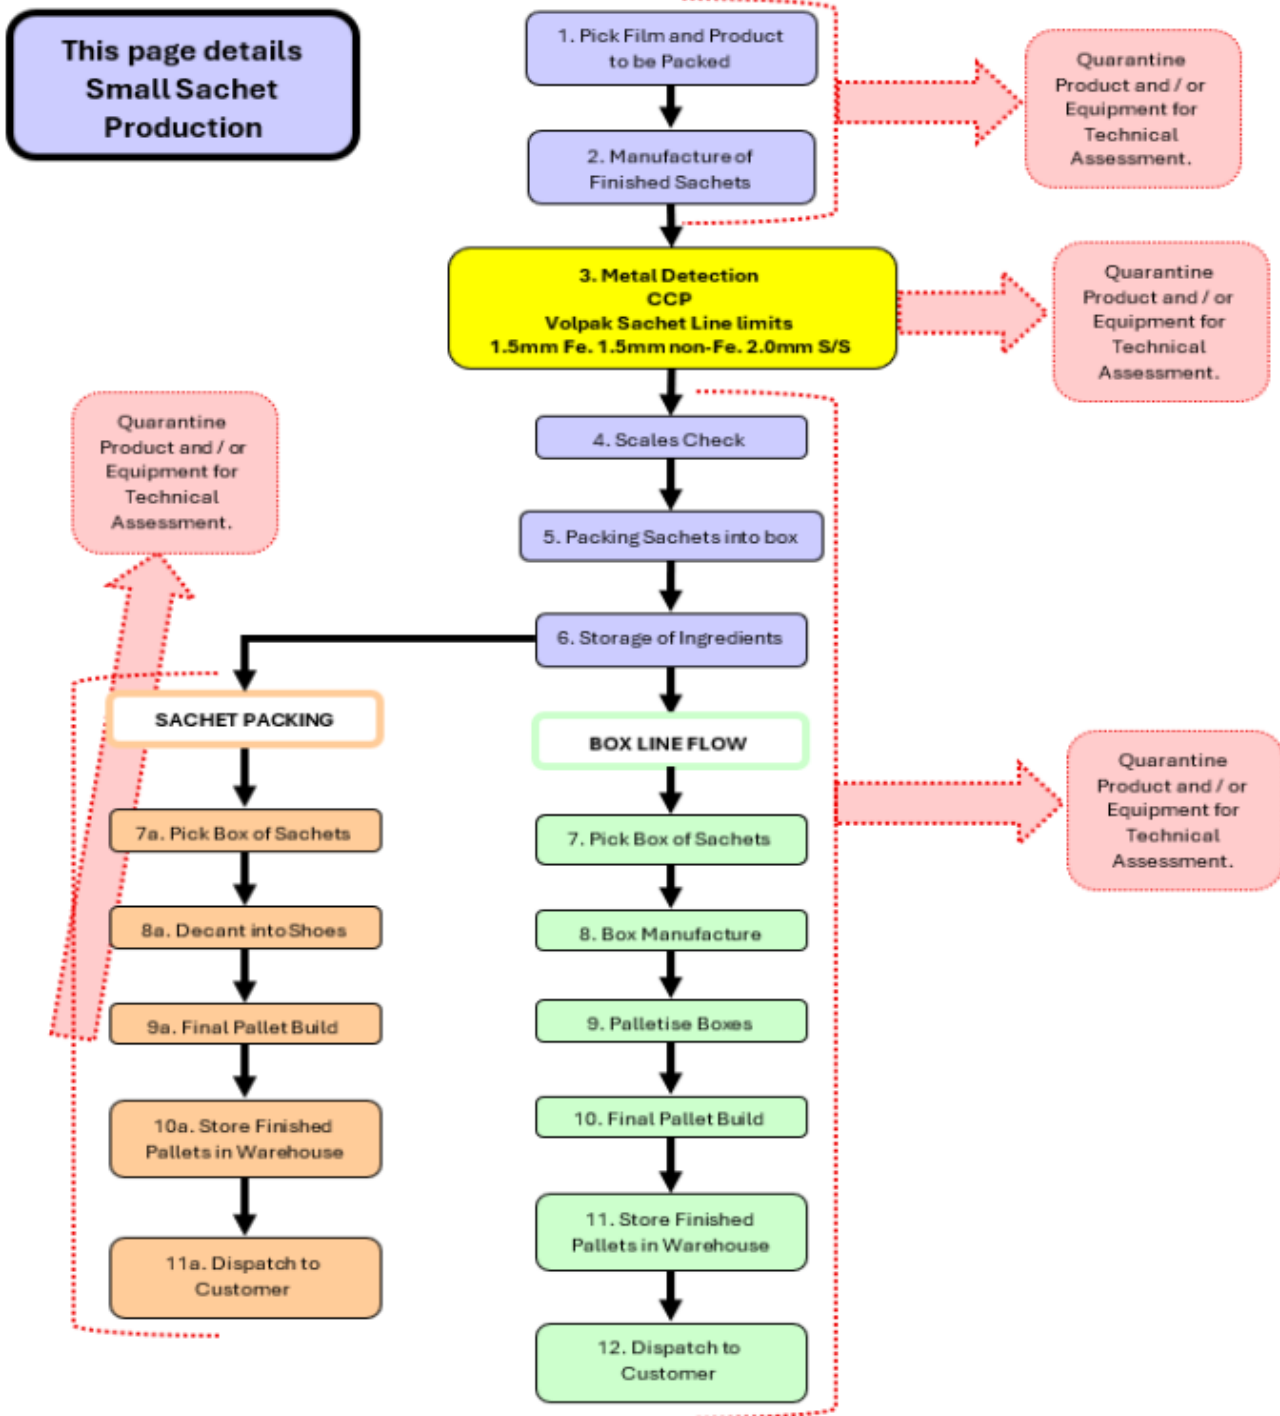 This page details
Small Sachet
Production
1. Pick Film and Product
to be Packed
Quarantine
Product and / or
Equipment for
Technical
Assessment.
2. Manufacture of
Finished Sachets
3. Metal Detection
CCP
Volpak Sachet Line limits
1.5mm Fe. 1.5mm non-Fe. 2.0mm S/S
Quarantine
Product and / or
Equipment for
Technical
Assessment.
4. Scales Check
Quarantine
Product and / or
Equipment for
Technical
Assessment.
5. Packing Sachets into box
6. Storage of Ingredients
SACHET PACKING
7a. Pick Box of Sachets
8a. Decant into Shoes
9a. Final Pallet Build
10a. Store Finished
Pallets in Warehouse
11a. Dispatch to
Customer
BOX LINE FLOW
7. Pick Box of Sachets
8. Box Manufacture
9. Palletise Boxes
10. Final Pallet Build
11. Store Finished
Pallets in Warehouse
12. Dispatch to
Customer
Quarantine
Product and / or
Equipment for
Technical
Assessment.